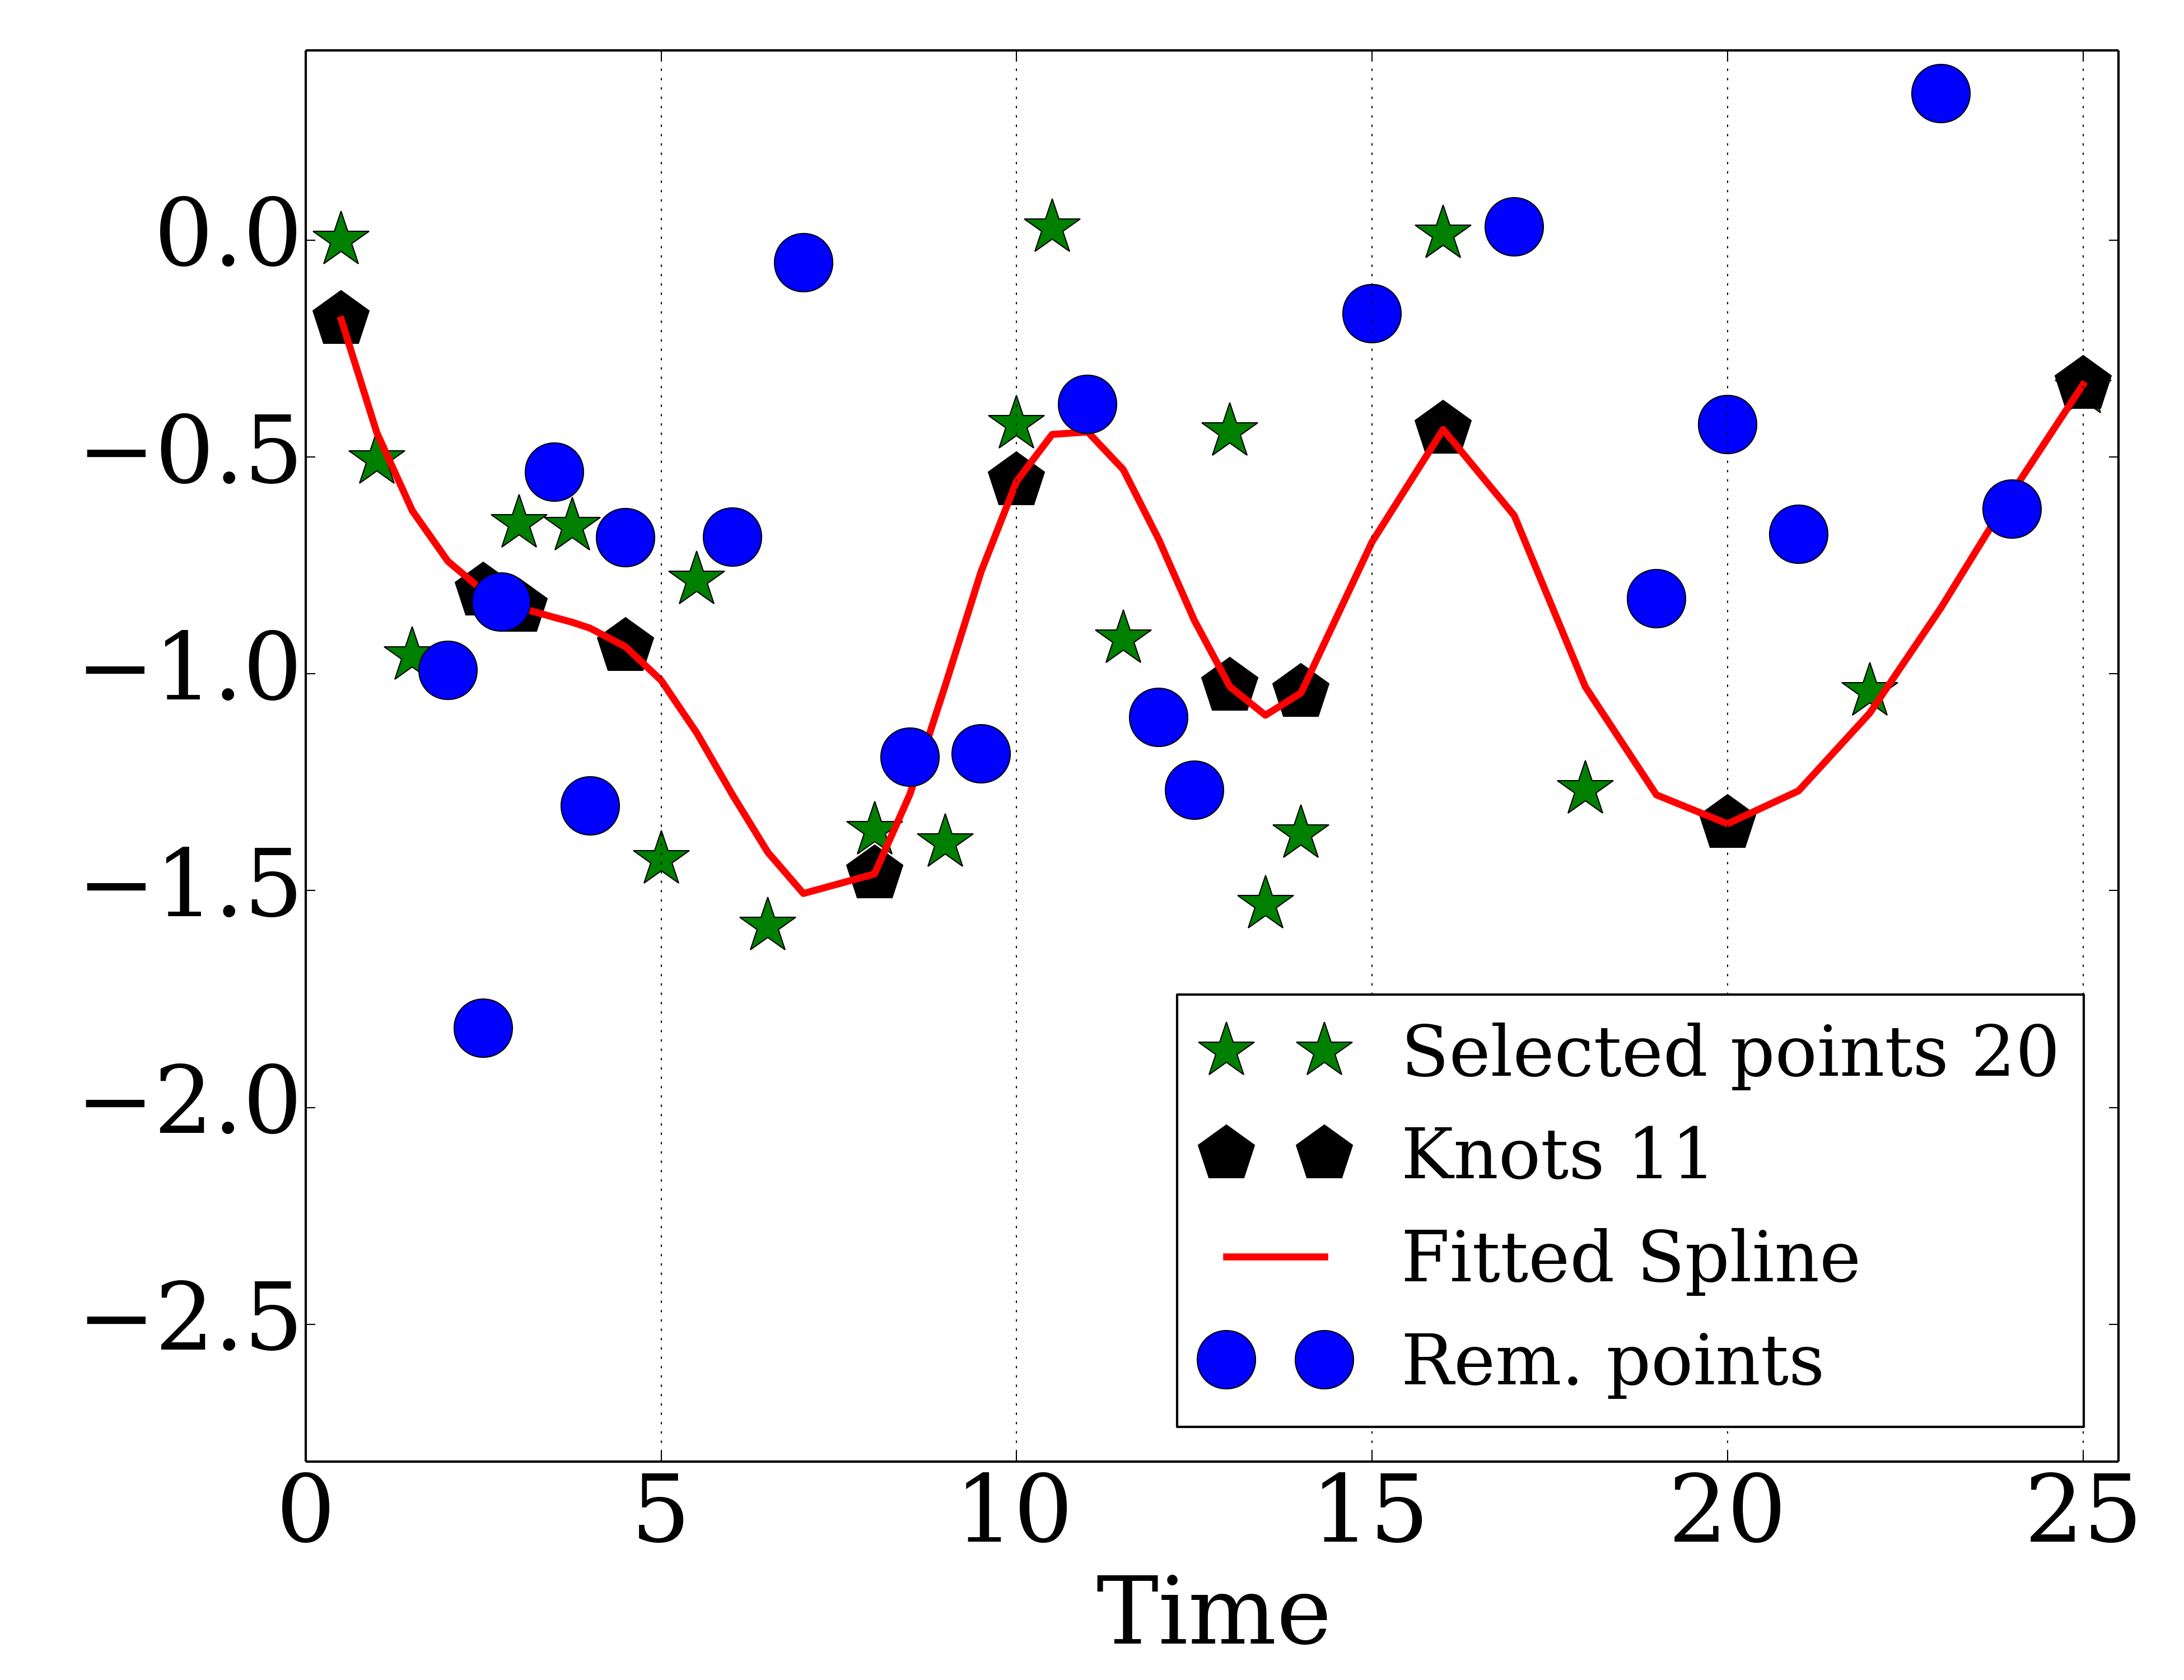 0.0
−0.5
−1.0
−1.5
−2.0
−2.5
Selected points 20
Knots 11
Fitted Spline
Rem. points
0 5 10 15 20 25
Time